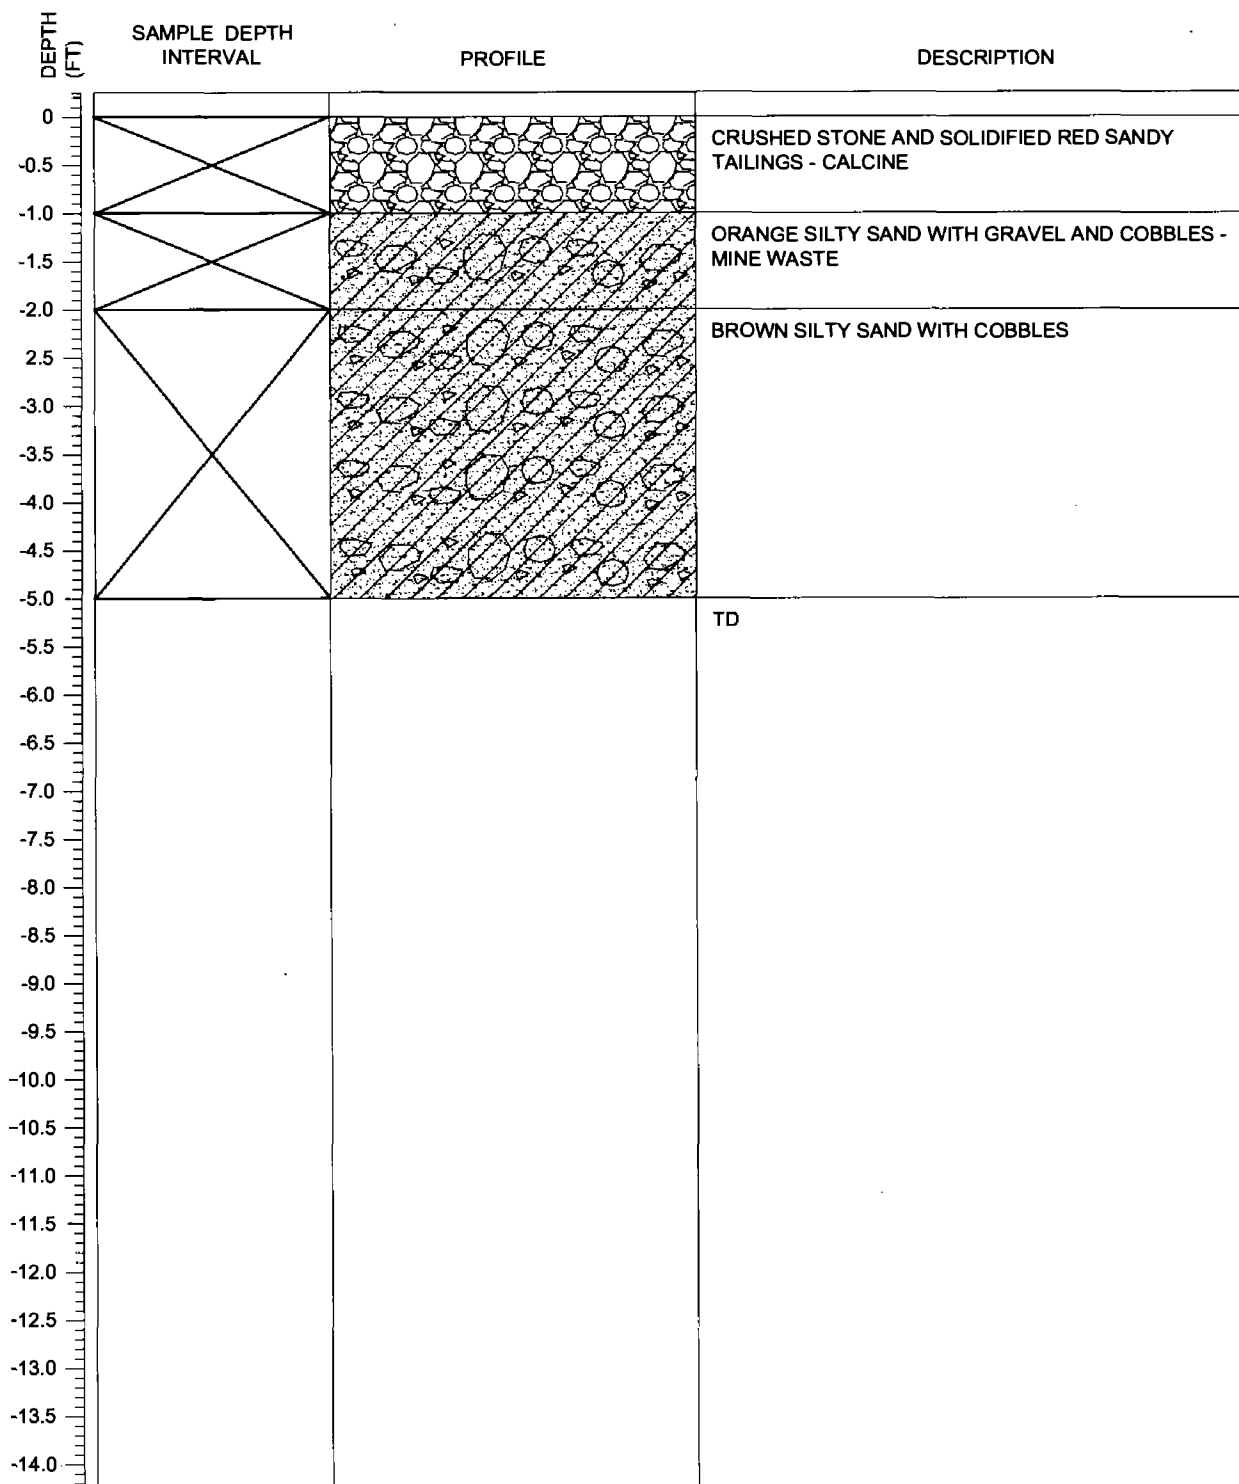 DEPTH
(FT)
SAMPLE DEPTH
INTERVAL
PROFILE
DESCRIPTION
0
-0.5
-1.0
-1.5
-2.0
2.5
-3.0
-3.5
-4.0
-4.5
-5.0
-5.5
-6.0
-6.5
-7.0
-7.5
-8.0
-8.5
-9.0
-9.5
-10.0
-10.5
-11.0
-11.5
-12.0
-12.5
-13.0
-13.5
-14.0
CRUSHED STONE AND SOLIDIFIED RED SANDY
TAILINGS - CALCINE
ORANGE SILTY SAND WITH GRAVEL AND COBBLES -
MINE WASTE
BROWN SILTY SAND WITH COBBLES
TD